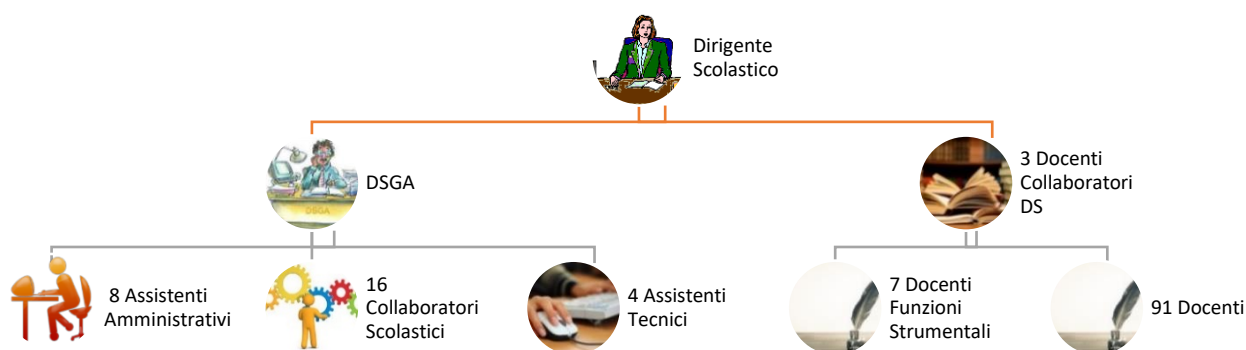 Dirigente
Scolastico
DSGA
DSGA
3 Docenti
Collaboratori
DS
8 Assistenti
Amministrativi
16
Collaboratori
Scolastici
4 Assistenti
Tecnici
7 Docenti
Funzioni
Strumentali
91 Docenti